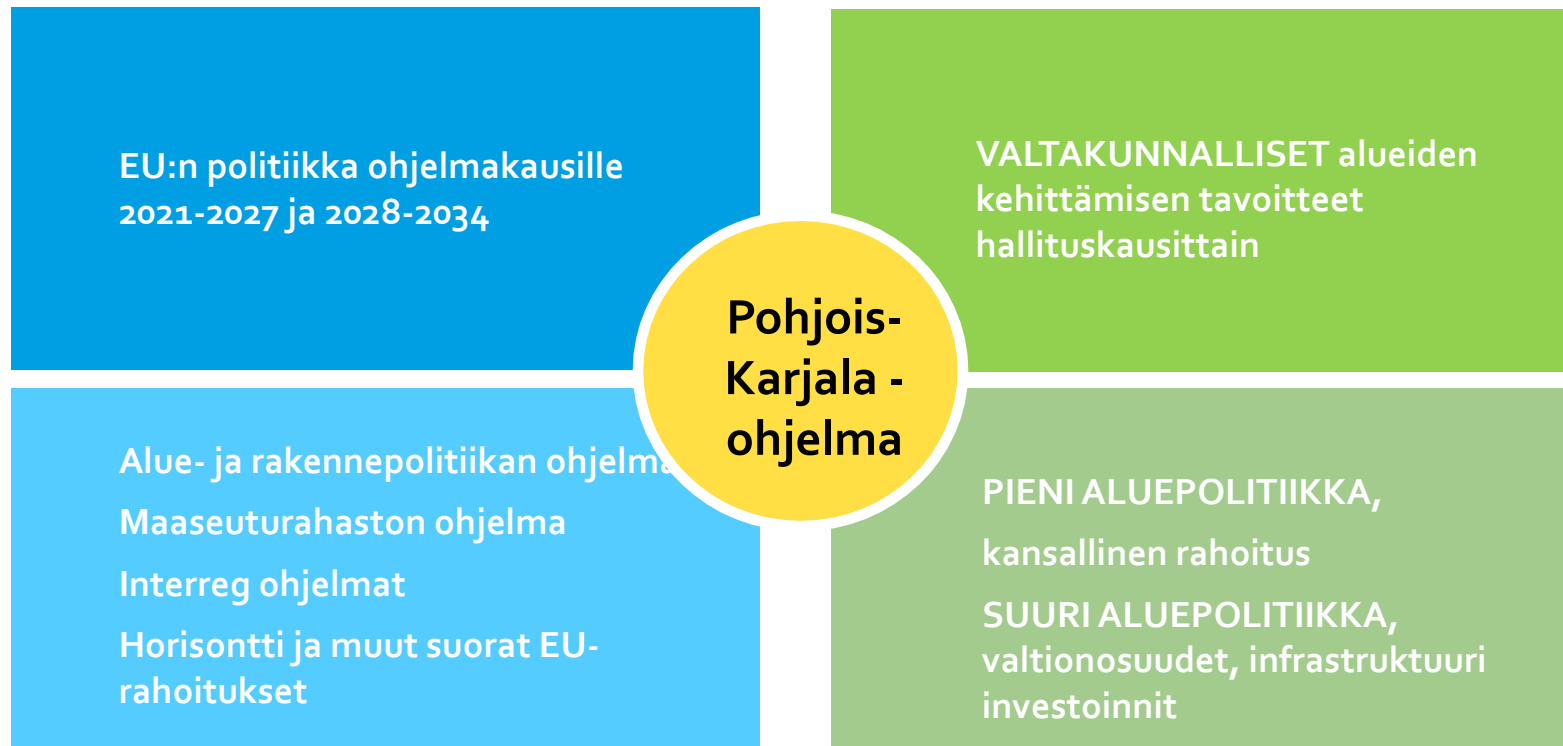 EU:n politiikka ohjelmakausille
2021-2027 ja 2028-2034
VALTAKUNNALLISET alueiden
kehittämisen tavoitteet
hallituskausittain
Pohjois-
Karjala -
ohjelma
Alue- ja rakennepolitiikan ohjelma
Maaseuturahaston ohjelma
Interreg ohjelmat
Horisontti ja muut suorat EU-
rahoitukset
PIENI ALUEPOLITIIKKA,
kansallinen rahoitus
SUURI ALUEPOLITIIKKA,
valtionosuudet, infrastruktuuri
investoinnit